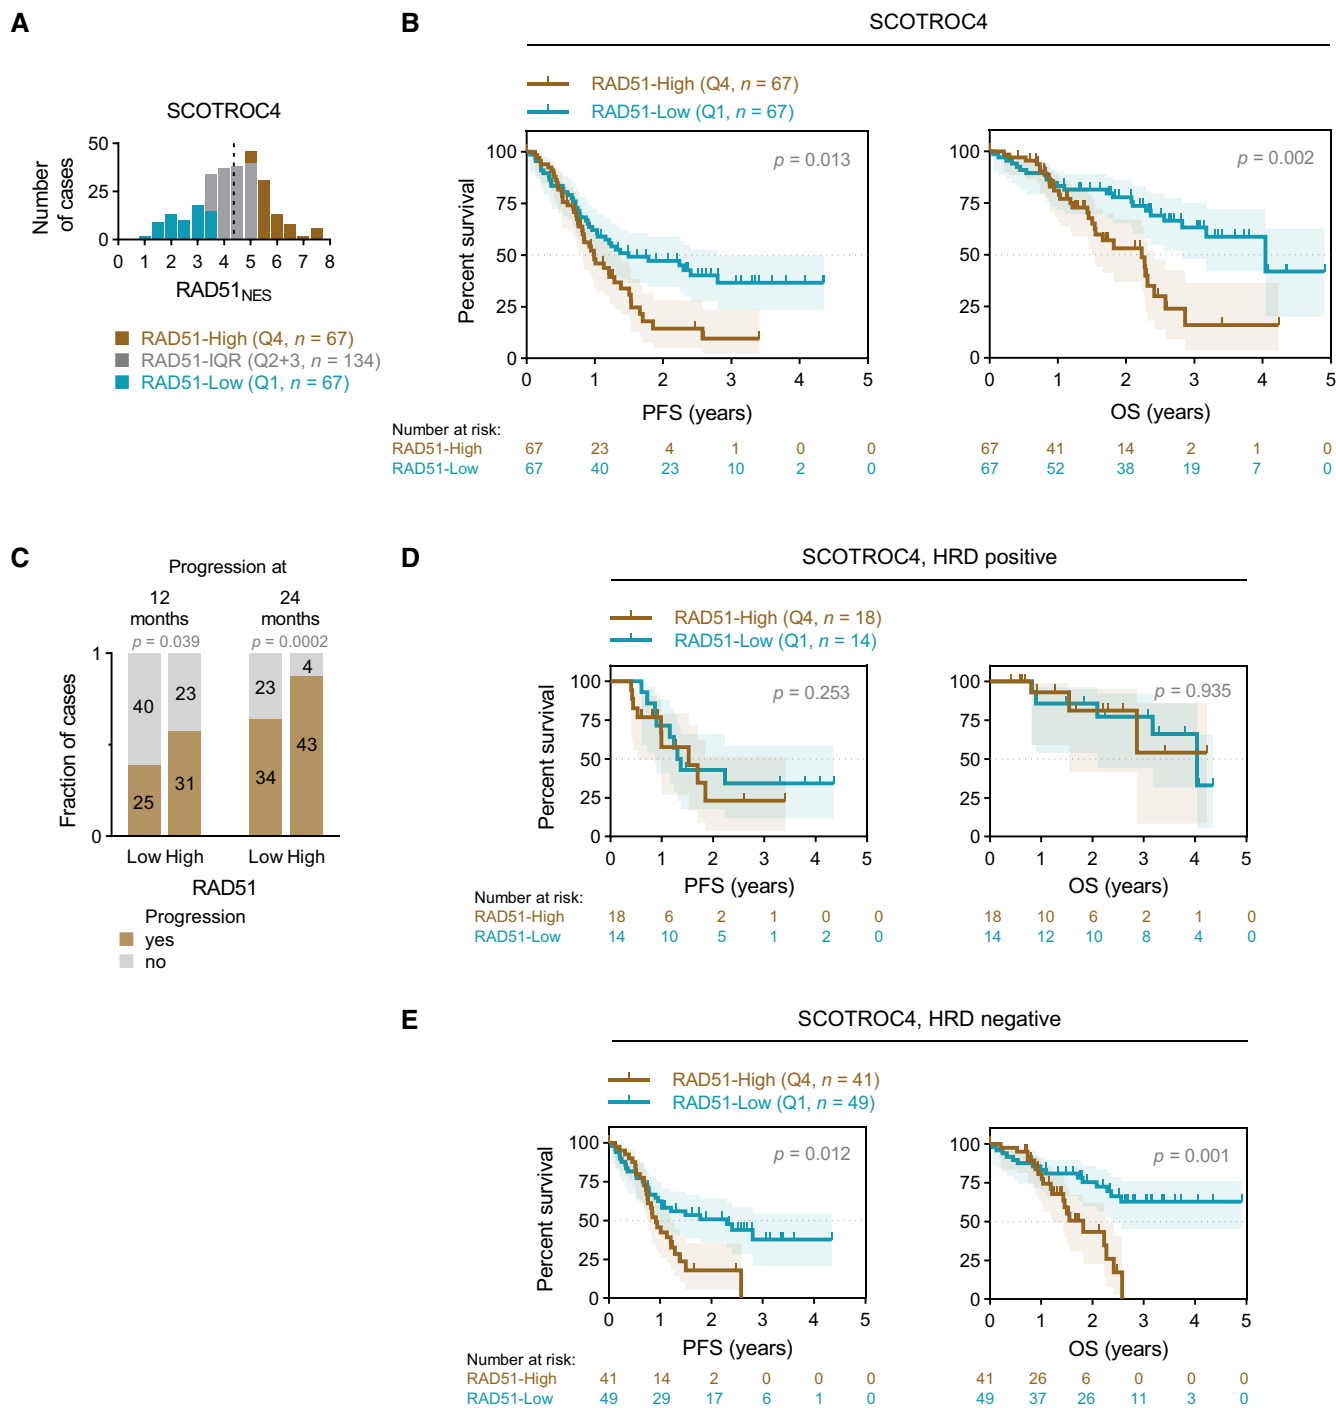 A
SCOTROC4
Number
of cases
50
25
0
0 1 2 3 4 5 6 7 8
RAD51NES
RAD51-High (Q4, n = 67)
RAD51-IQR (Q2+3, n = 134)
RAD51-Low (Q1, n = 67)
B
SCOTROC4
RAD51-High (Q4, n = 67)
RAD51-Low (Q1, n = 67)
Percent survival
100
75
50
25
0
p = 0.013
0 1 2 3 4 5
PFS (years)
100
75
50
25
0
p = 0.002
0 1 2 3 4 5
OS (years)
Number at risk:
RAD51-High 67 23 4 1 0 0 67 41 14 2 1 0
RAD51-Low 67 40 23 10 2 0 67 52 38 19 7 0
C
Progression at
12 months
24 months
p = 0.039 p = 0.0002
Fraction of cases
1
0
40 23 23 4
25 31 34 43
Low High Low High
RAD51
Progression
yes
no
D
SCOTROC4, HRD positive
RAD51-High (Q4, n = 18)
RAD51-Low (Q1, n = 14)
Percent survival
100
75
50
25
0
p = 0.253
0 1 2 3 4 5
PFS (years)
100
75
50
25
0
p = 0.935
0 1 2 3 4 5
OS (years)
Number at risk:
RAD51-High 18 6 2 1 0 0 18 10 6 2 1 0
RAD51-Low 14 10 5 1 2 0 14 12 10 8 4 0
E
SCOTROC4, HRD negative
RAD51-High (Q4, n = 41)
RAD51-Low (Q1, n = 49)
Percent survival
100
75
50
25
0
p = 0.012
0 1 2 3 4 5
PFS (years)
100
75
50
25
0
p = 0.001
0 1 2 3 4 5
OS (years)
Number at risk:
RAD51-High 41 14 2 0 0 0 41 26 6 0 0 0
RAD51-Low 49 29 17 6 1 0 49 37 26 11 3 0